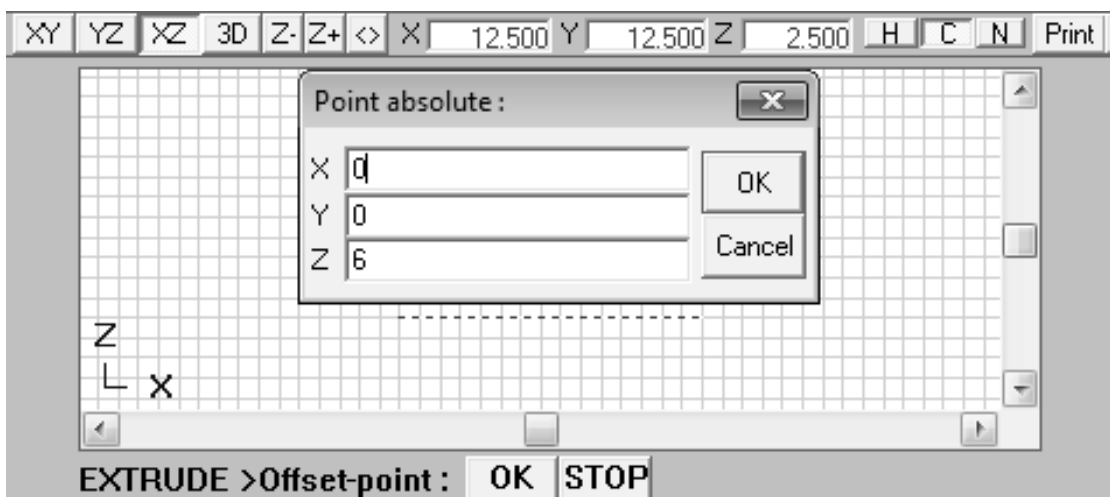 XY YZ XZ 3D Z- Z+ <> X 12.500 Y 12.500 Z 2.500 H C N Print
Point absolute :
X 0
OK
Y 0
Cancel
Z 6
Z
X
EXTRUDE >Offset-point : OK STOP